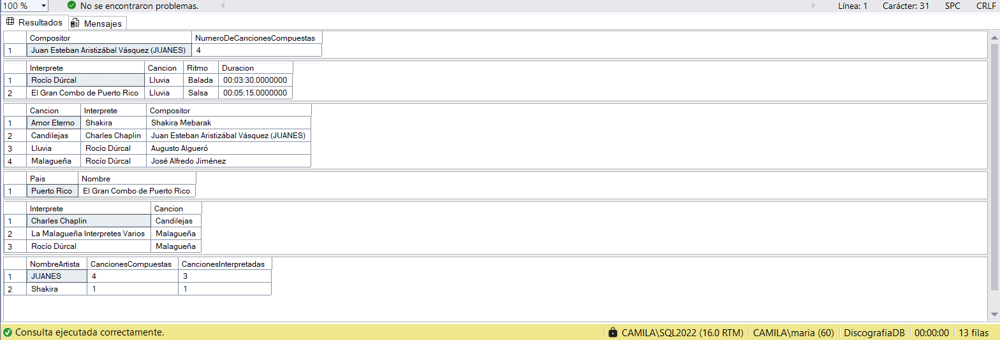 100 % No se encontraron problemas. Línea: 1 Carácter: 31 SPC CRLF
Resultados Mensajes
Compositor NumeroDeCancionesCompuestas
1 Juan Esteban Aristizábal Vásquez (JUANES) 4
Interprete Cancion Ritmo Duracion
1 Rocío Dúrcal Lluvia Balada 00:03:30.0000000
2 El Gran Combo de Puerto Rico Lluvia Salsa 00:05:15.0000000
Cancion Interprete Compositor
1 Amor Eterno Shakira Shakira Mebarak
2 Candilejas Charles Chaplin Juan Esteban Aristizábal Vásquez (JUANES)
3 Lluvia Rocío Dúrcal Augusto Algueró
4 Malagueña Rocío Dúrcal José Alfredo Jiménez
Pais Nombre
1 Puerto Rico El Gran Combo de Puerto Rico
Interprete Cancion
1 Charles Chaplin Candilejas
2 La Malagueña Interpretes Varios Malagueña
3 Rocío Dúrcal Malagueña
NombreArtista CancionesCompuestas CancionesInterpretadas
1 JUANES 4 3
2 Shakira 1 1
Consulta ejecutada correctamente. CAMILA\SQL2022 (16.0 RTM) CAMILA\maria (60) DiscografiaDB 00:00:00 13 filas